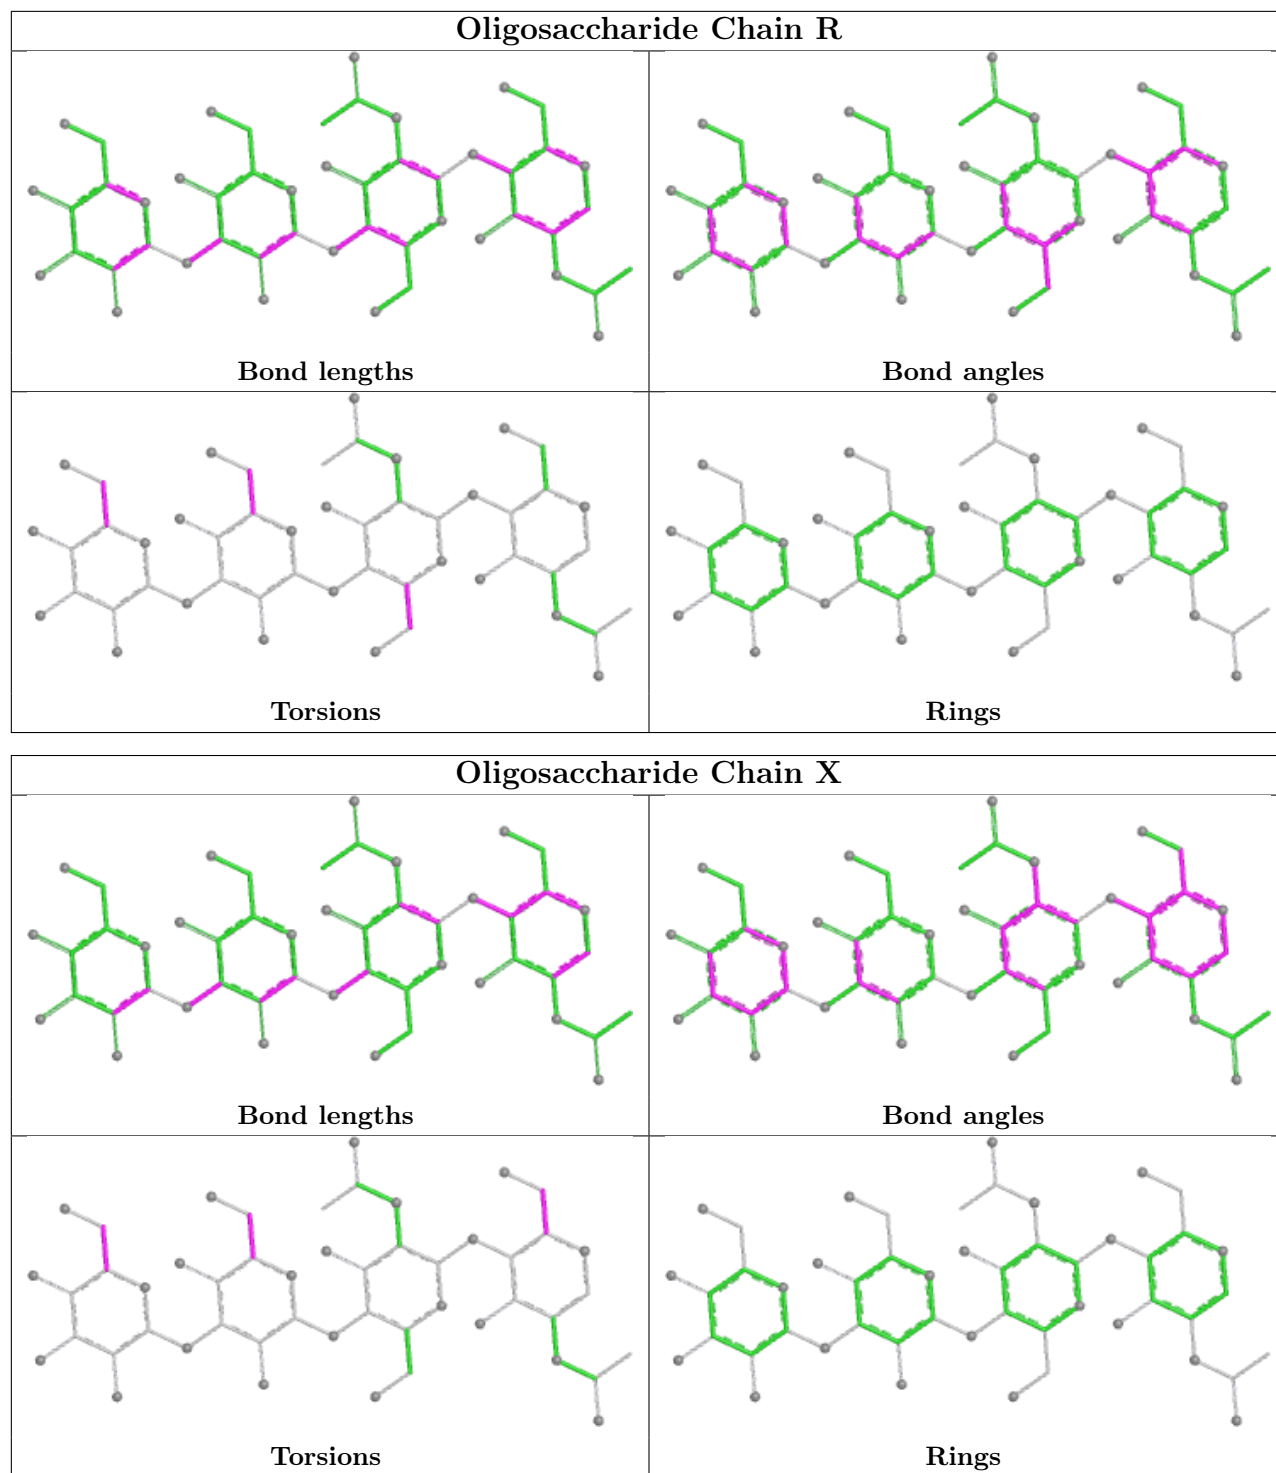 Oligosaccharide Chain R
Bond lengths
Bond angles
Torsions
Rings
Oligosaccharide Chain X
Bond lengths
Bond angles
Torsions
Rings